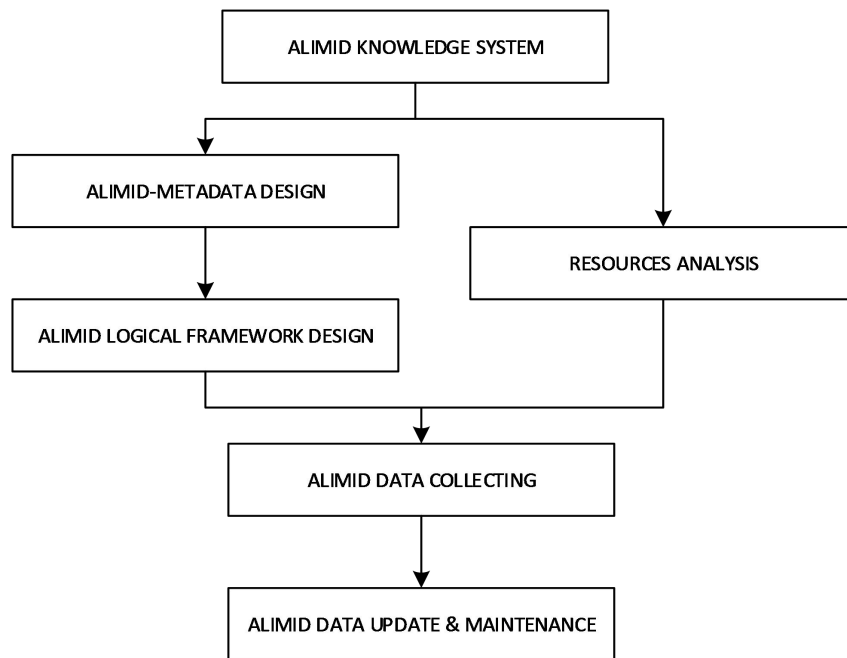 ALIMID KNOWLEDGE SYSTEM
ALIMID-METADATA DESIGN
RESOURCES ANALYSIS
ALIMID LOGICAL FRAMEWORK DESIGN
ALIMID DATA COLLECTING
ALIMID DATA UPDATE & MAINTENANCE